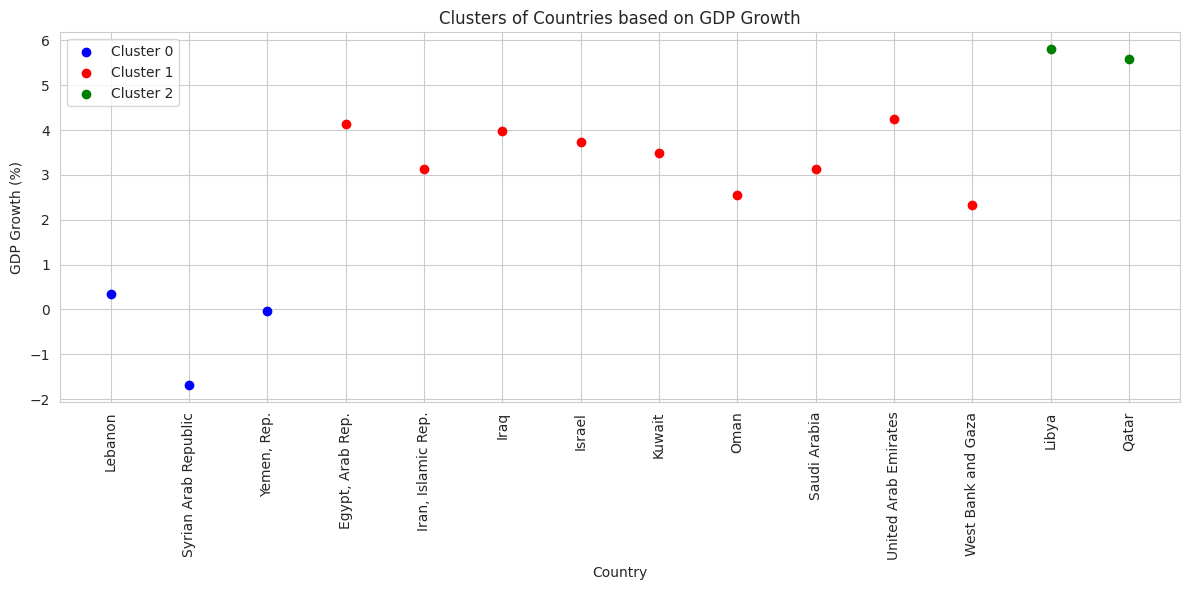 Clusters of Countries based on GDP Growth
Cluster 0
Cluster 1
Cluster 2
GDP Growth (%)
6
5
4
3
2
1
0
−1
−2
Lebanon
Syrian Arab Republic
Yemen, Rep.
Egypt, Arab Rep.
Iran, Islamic Rep.
Iraq
Israel
Kuwait
Oman
Saudi Arabia
United Arab Emirates
West Bank and Gaza
Libya
Qatar
Country